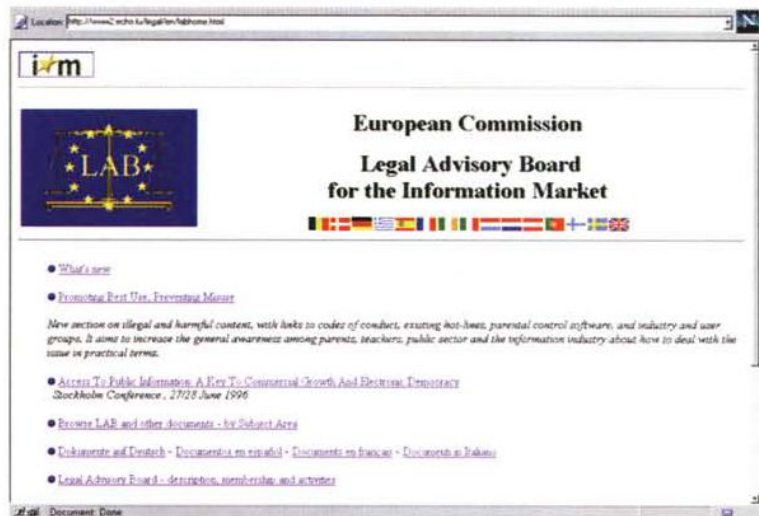 Location: http://www2.echo.lu/legal/en/labhome.html
N
i m
LAB
European Commission
Legal Advisory Board
for the Information Market
What's new
Promoting Best Use, Preventing Misuse
New section on illegal and harmful content, with links to codes of conduct, existing hot-lines, parental control software, and industry and user
groups. It aims to increase the general awareness among parents, teachers, public sector and the information industry about how to deal with the
issue in practical terms.
Access To Public Information: A Key To Commercial Growth And Electronic Democracy
Stockholm Conference, 27/28 June 1996
Browse LAB and other documents - by Subject Area
Dokumente auf Deutsch - Documentos en español - Documents en français - Documenti in Italiano
Legal Advisory Board - description, membership and activities
Document: Done